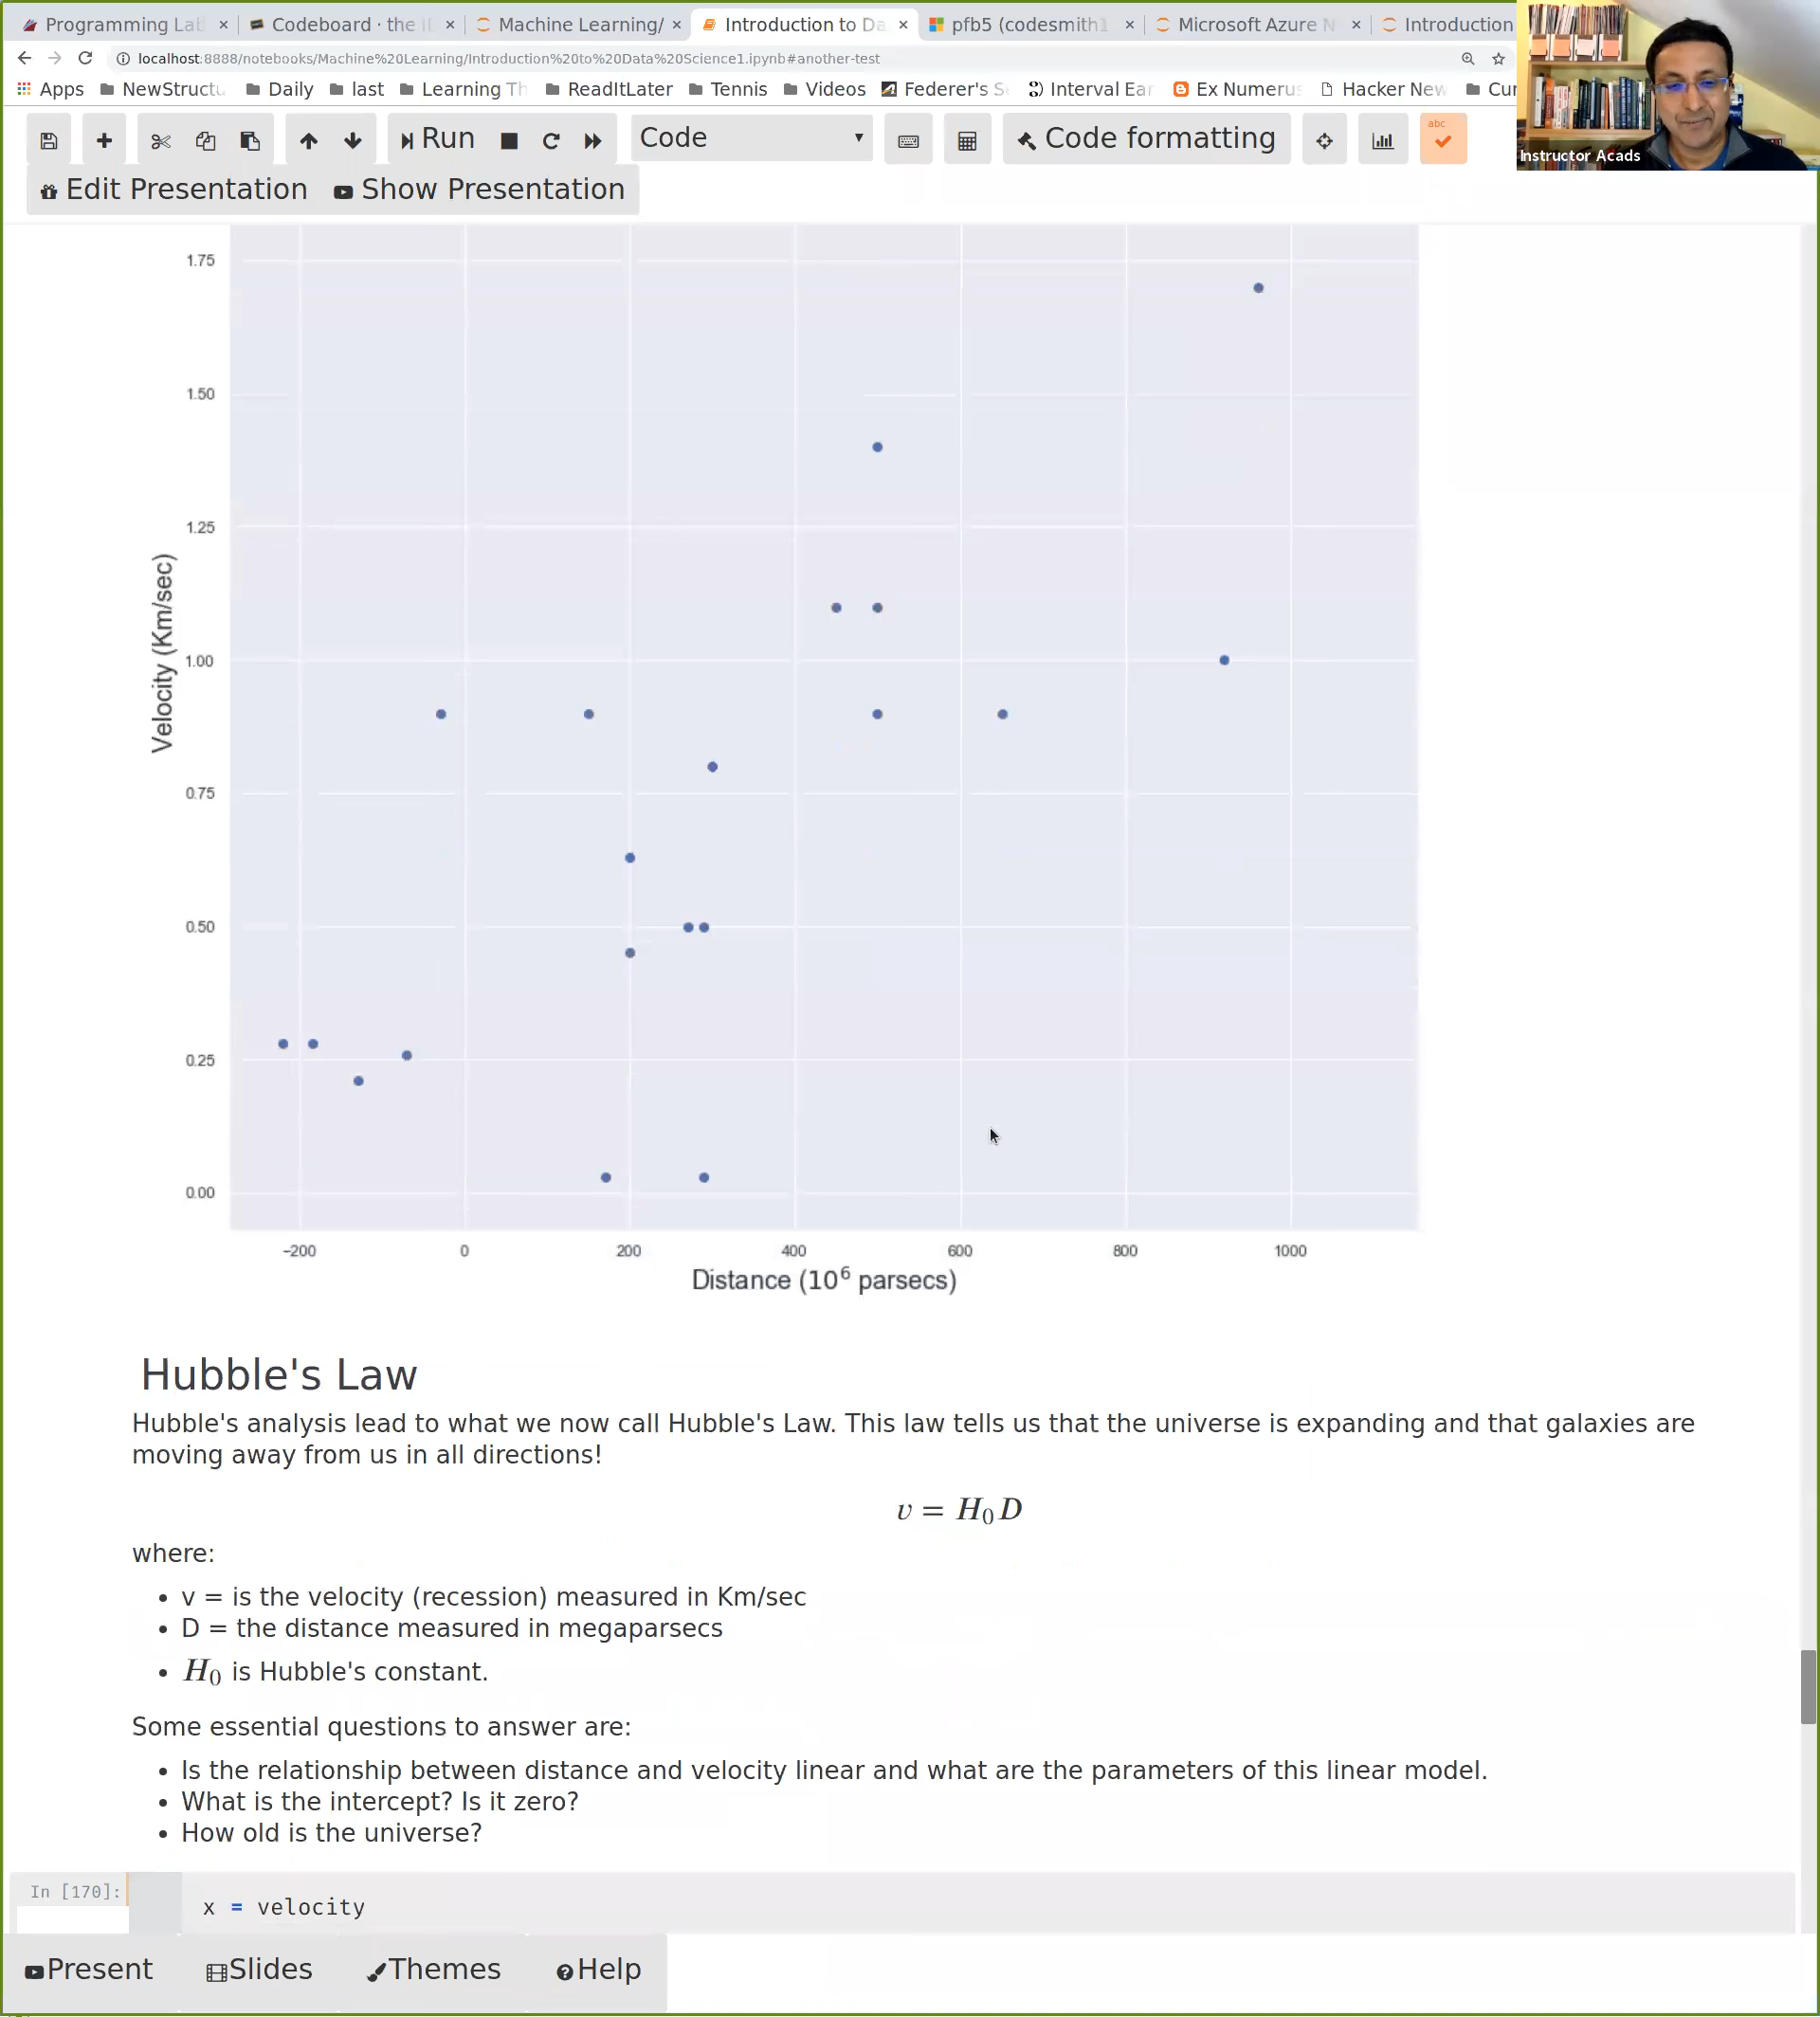 Programming La
Codeboard · the I
Machine Learning/
Introduction to Da
pfb5 (codesmith1
Microsoft Azure N
Introduction
localhost:8888/notebooks/Machine%20Learning/Introduction%20to%20Data%20Science1.ipynb#another-test
Apps NewStructu Daily last Learning Th ReadItLater Tennis Videos Federer's S Interval Ear Ex Numerus Hacker New Cur
Run Code Code formatting abc
Instructor Acads
Edit Presentation Show Presentation
1.75
1.50
1.25
1.00
0.75
0.50
0.25
0.00
Velocity (Km/sec)
−200 0 200 400 600 800 1000
Distance (10⁶ parsecs)
Hubble's Law
Hubble's analysis lead to what we now call Hubble's Law. This law tells us that the universe is expanding and that galaxies are
moving away from us in all directions!
v = H₀D
where:
• v = is the velocity (recession) measured in Km/sec
• D = the distance measured in megaparsecs
• H₀ is Hubble's constant.
Some essential questions to answer are:
• Is the relationship between distance and velocity linear and what are the parameters of this linear model.
• What is the intercept? Is it zero?
• How old is the universe?
In [170]:
x = velocity
Present Slides Themes Help